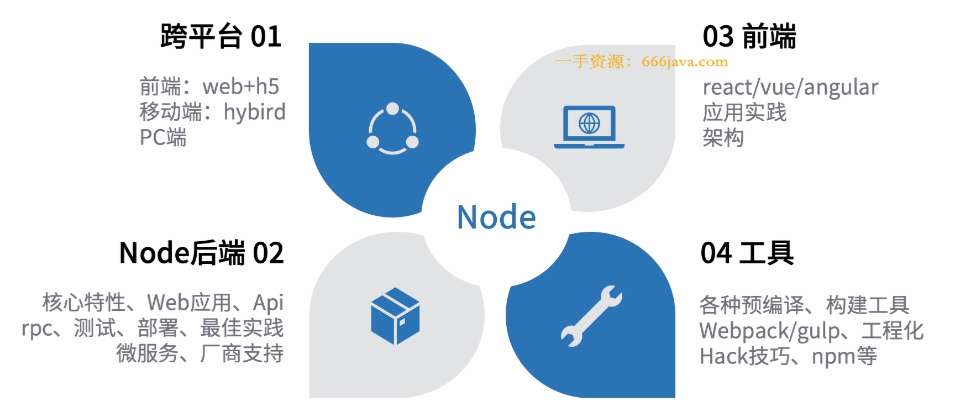 跨平台 01
前端：web+h5
移动端：hybird
PC端
03 前端
一手资源：666java.com
react/vue/angular
应用实践
架构
Node
Node后端 02
核心特性、Web应用、Api
rpc、测试、部署、最佳实践
微服务、厂商支持
04 工具
各种预编译、构建工具
Webpack/gulp、工程化
Hack技巧、npm等